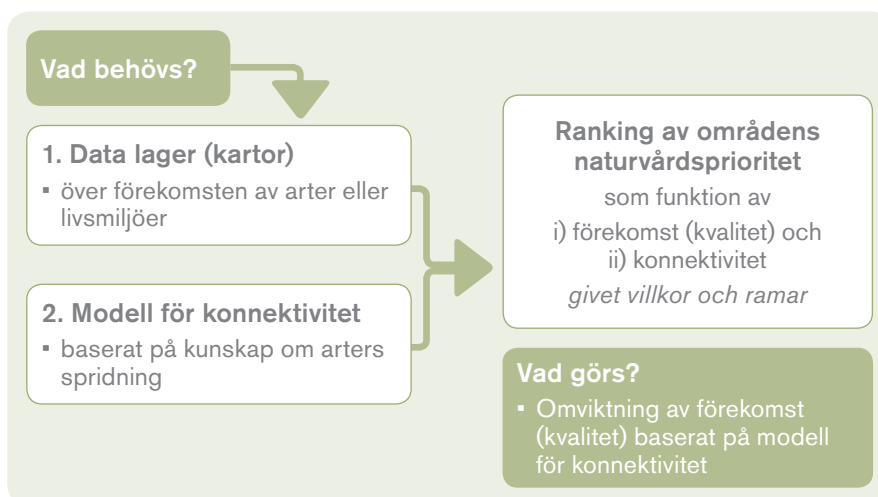 Vad behövs?
1. Data lager (kartor)
▪ över förekomsten av arter eller
livsmiljöer
2. Modell för konnektivitet
▪ baserat på kunskap om arters
spridning
Ranking av områdens
naturvårdsprioritet
som funktion av
i) förekomst (kvalitet) och
ii) konnektivitet
givet villkor och ramar
Vad görs?
▪ Omviktning av förekomst
(kvalitet) baserat på modell
för konnektivitet